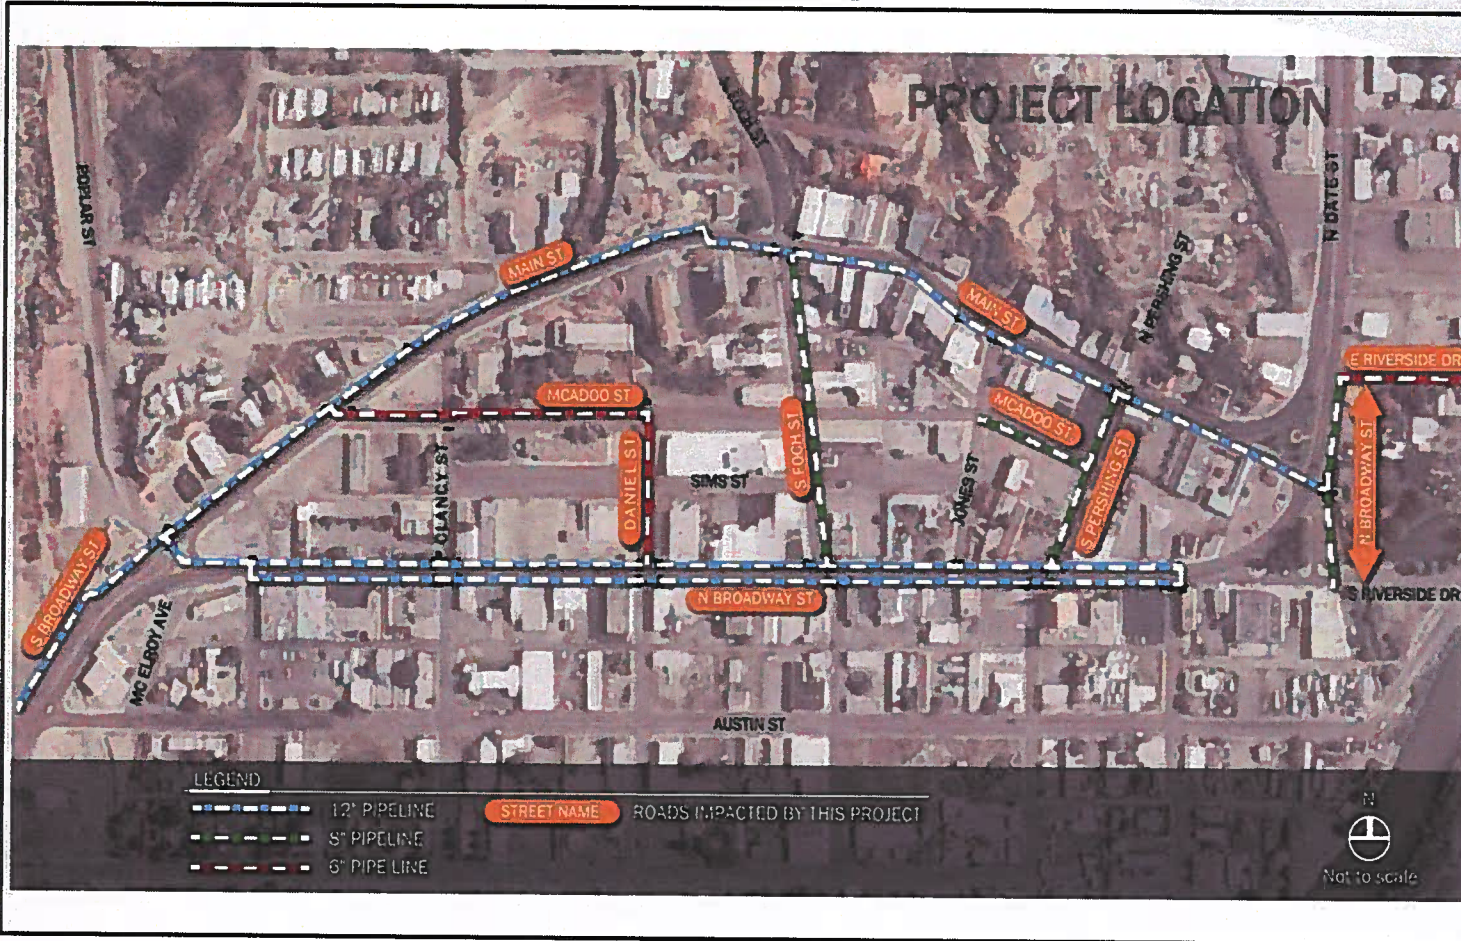 PROJECT LOCATION
N FOCH ST
POPLAR ST
N DATE ST
N PERSHING ST
MAIN ST
MAIN ST
E RIVERSIDE DR
MCADOO ST
MCADOO ST
S FOCH ST
DANIEL ST
CLANCY ST
SIMS ST
JONES ST
S PERSHING ST
N BROADWAY ST
S BROADWAY ST
N BROADWAY ST
S RIVERSIDE DR
MC ELROY AVE
AUSTIN ST
LEGEND
12" PIPELINE
8" PIPELINE
6" PIPE LINE
STREET NAME
ROADS IMPACTED BY THIS PROJECT
N
Not to scale